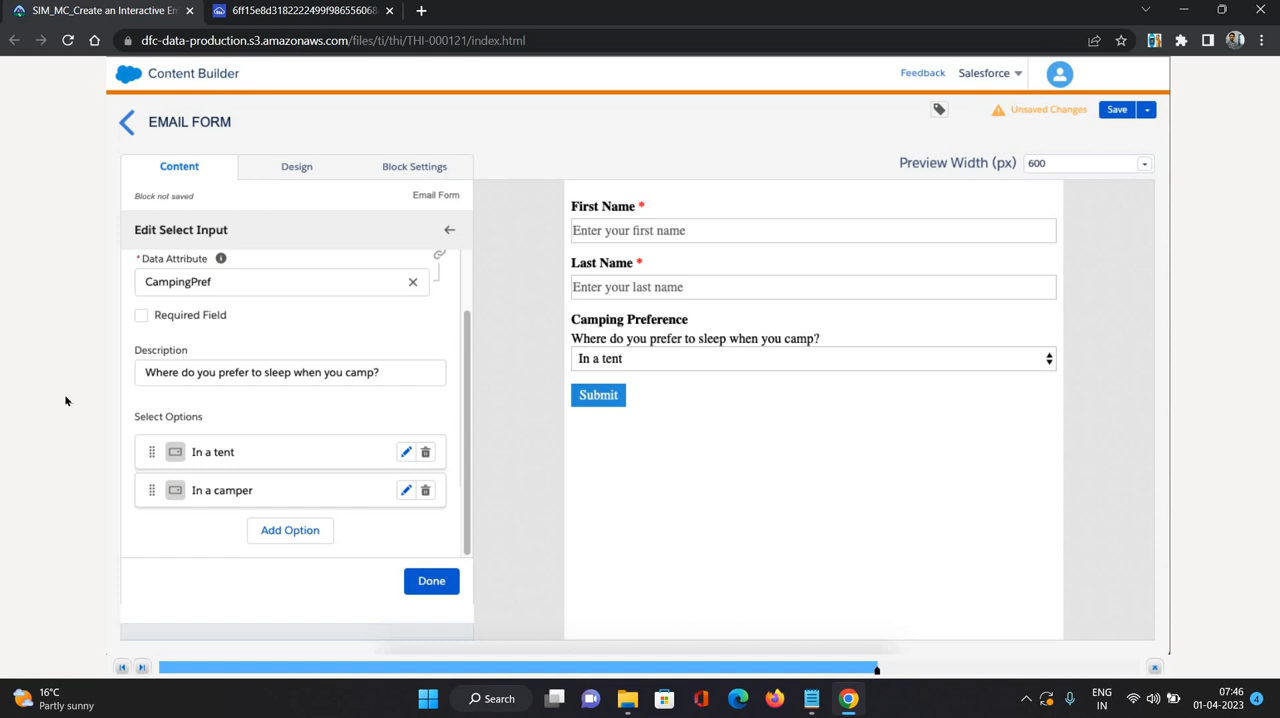 SIM_MC_Create an Interactive Em
6ff15e8d3182222499f986556068
dfc-data-production.s3.amazonaws.com/files/ti/thi/THI-000121/index.html
Content Builder
Feedback
Salesforce
EMAIL FORM
Unsaved Changes
Save
Content
Design
Block Settings
Preview Width (px)
600
Block not saved
Email Form
Edit Select Input
* Data Attribute
CampingPref
Required Field
Description
Where do you prefer to sleep when you camp?
Select Options
In a tent
In a camper
Add Option
Done
First Name *
Enter your first name
Last Name *
Enter your last name
Camping Preference
Where do you prefer to sleep when you camp?
In a tent
Submit
16°C
Partly sunny
Search
ENG
IN
07:46
01-04-2023
4